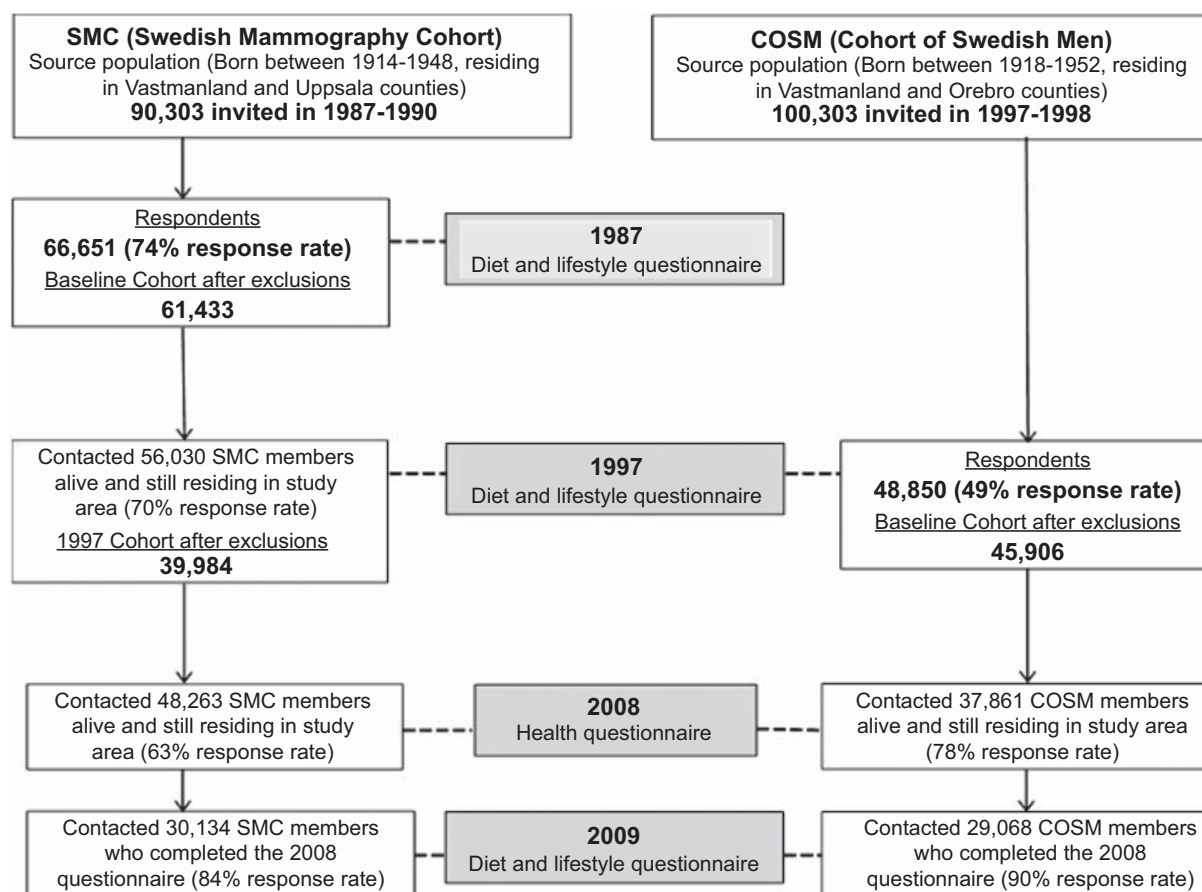 SMC (Swedish Mammography Cohort)
Source population (Born between 1914-1948, residing
in Vastmanland and Uppsala counties)
90,303 invited in 1987-1990
COSM (Cohort of Swedish Men)
Source population (Born between 1918-1952, residing
in Vastmanland and Orebro counties)
100,303 invited in 1997-1998
Respondents
66,651 (74% response rate)
Baseline Cohort after exclusions
61,433
1987
Diet and lifestyle questionnaire
Contacted 56,030 SMC members
alive and still residing in study
area (70% response rate)
1997 Cohort after exclusions
39,984
1997
Diet and lifestyle questionnaire
Respondents
48,850 (49% response rate)
Baseline Cohort after exclusions
45,906
Contacted 48,263 SMC members
alive and still residing in study
area (63% response rate)
2008
Health questionnaire
Contacted 37,861 COSM members
alive and still residing in study area
(78% response rate)
Contacted 30,134 SMC members
who completed the 2008
questionnaire (84% response rate)
2009
Diet and lifestyle questionnaire
Contacted 29,068 COSM members
who completed the 2008
questionnaire (90% response rate)